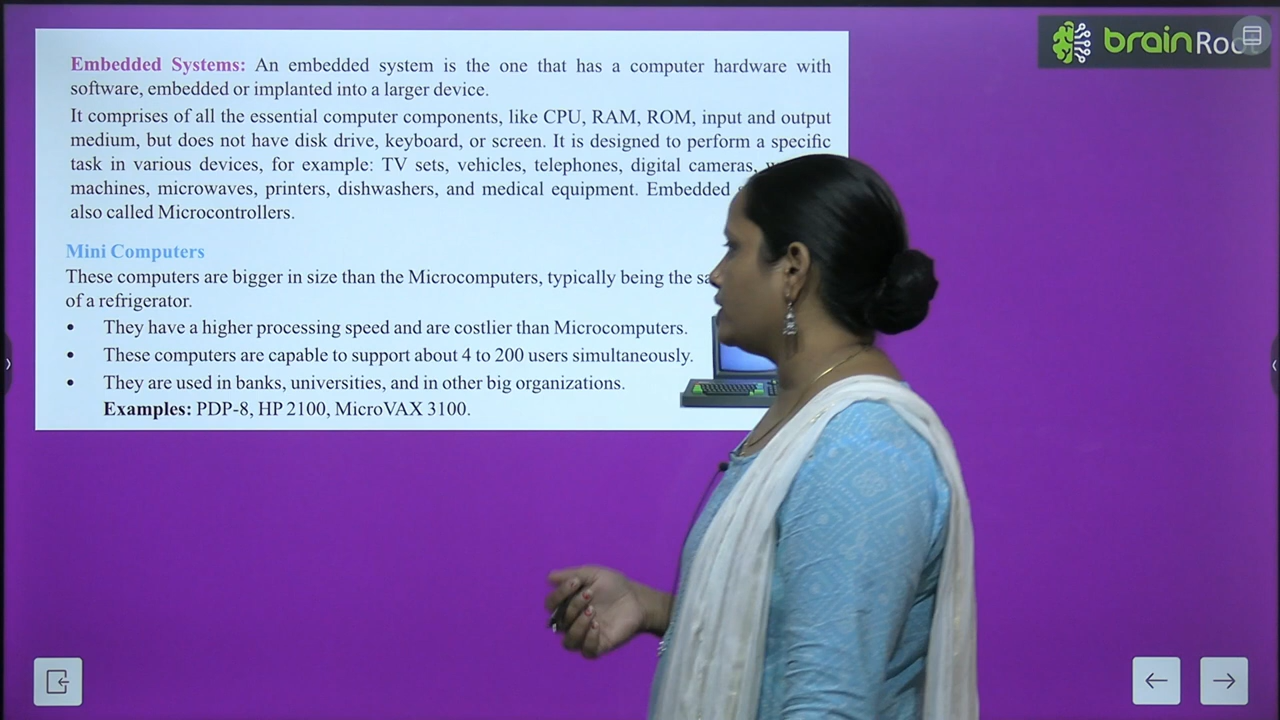 brainRoo
Embedded Systems: An embedded system is the one that has a computer hardware with
software, embedded or implanted into a larger device.
It comprises of all the essential computer components, like CPU, RAM, ROM, input and output
medium, but does not have disk drive, keyboard, or screen. It is designed to perform a specific
task in various devices, for example: TV sets, vehicles, telephones, digital cameras,
machines, microwaves, printers, dishwashers, and medical equipment. Embedded
also called Microcontrollers.
Mini Computers
These computers are bigger in size than the Microcomputers, typically being the
of a refrigerator.
• They have a higher processing speed and are costlier than Microcomputers.
• These computers are capable to support about 4 to 200 users simultaneously.
• They are used in banks, universities, and in other big organizations.
Examples: PDP-8, HP 2100, MicroVAX 3100.